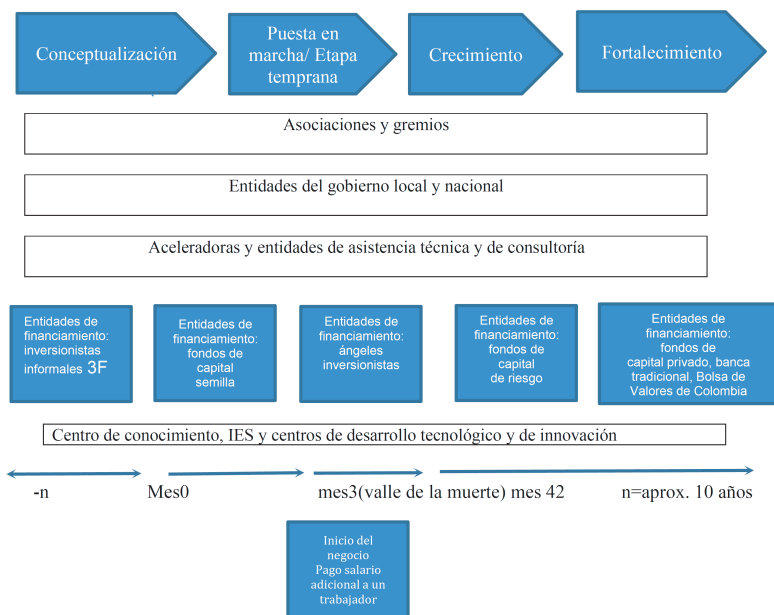 Conceptualización
Puesta en
marcha/ Etapa
temprana
Crecimiento
Fortalecimiento
Asociaciones y gremios
Entidades del gobierno local y nacional
Aceleradoras y entidades de asistencia técnica y de consultoría
Entidades de
financiamiento:
inversionistas
informales 3F
Entidades de
financiamiento:
fondos de
capital
semilla
Entidades de
financiamiento:
ángeles
inversionistas
Entidades de
financiamiento:
fondos de
capital
de riesgo
Entidades de
financiamiento:
fondos de
capital privado, banca
tradicional, Bolsa de
Valores de Colombia
Centro de conocimiento, IES y centros de desarrollo tecnológico y de innovación
-n
Mes0
mes3(valle de la muerte) mes 42
n=aprox. 10 años
Inicio del
negocio
Pago salario
adicional a un
trabajador